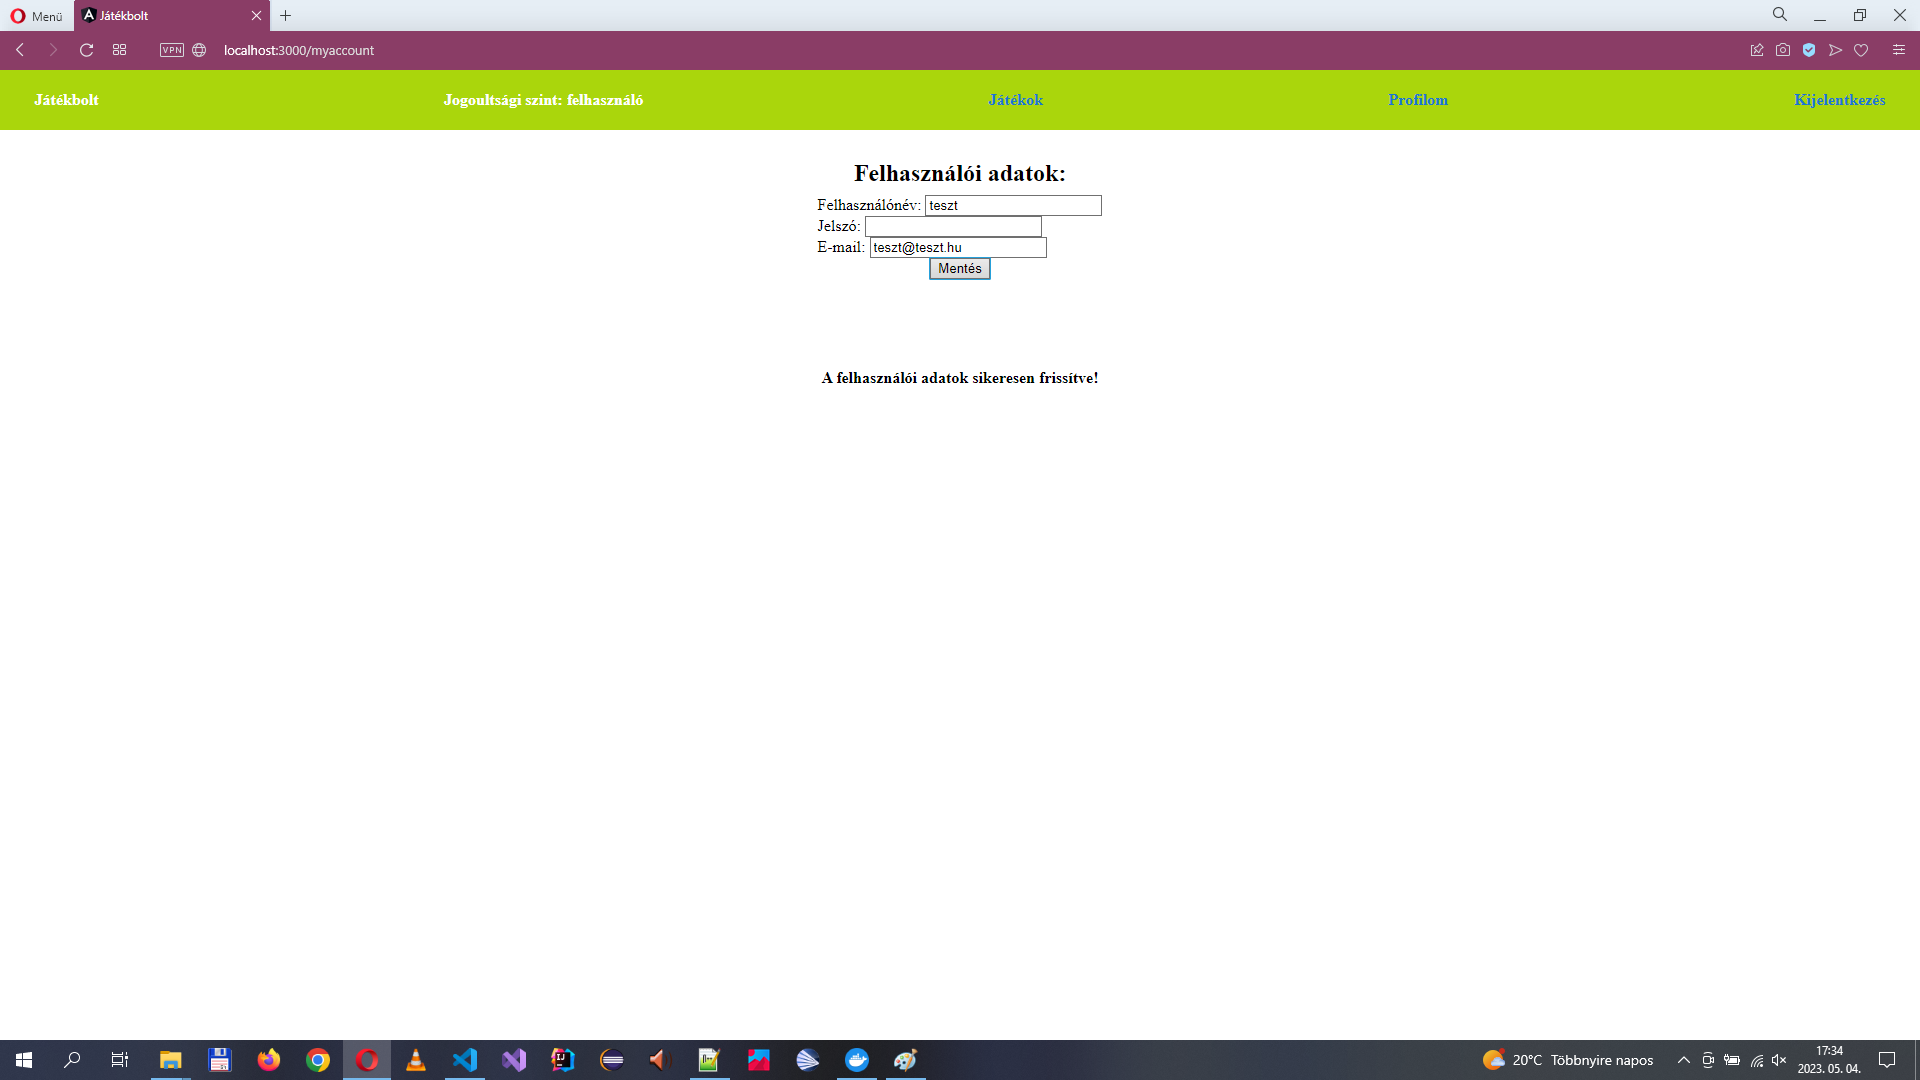 Menü
Játékbolt
VPN
localhost:3000/myaccount
Játékbolt
Jogoultsági szint: felhasználó
Játékok
Profilom
Kijelentkezés
Felhasználói adatok:
Felhasználónév: teszt
Jelszó:
E-mail: teszt@teszt.hu
Mentés
A felhasználói adatok sikeresen frissítve!
20°C Többnyire napos
17:34
2023. 05. 04.